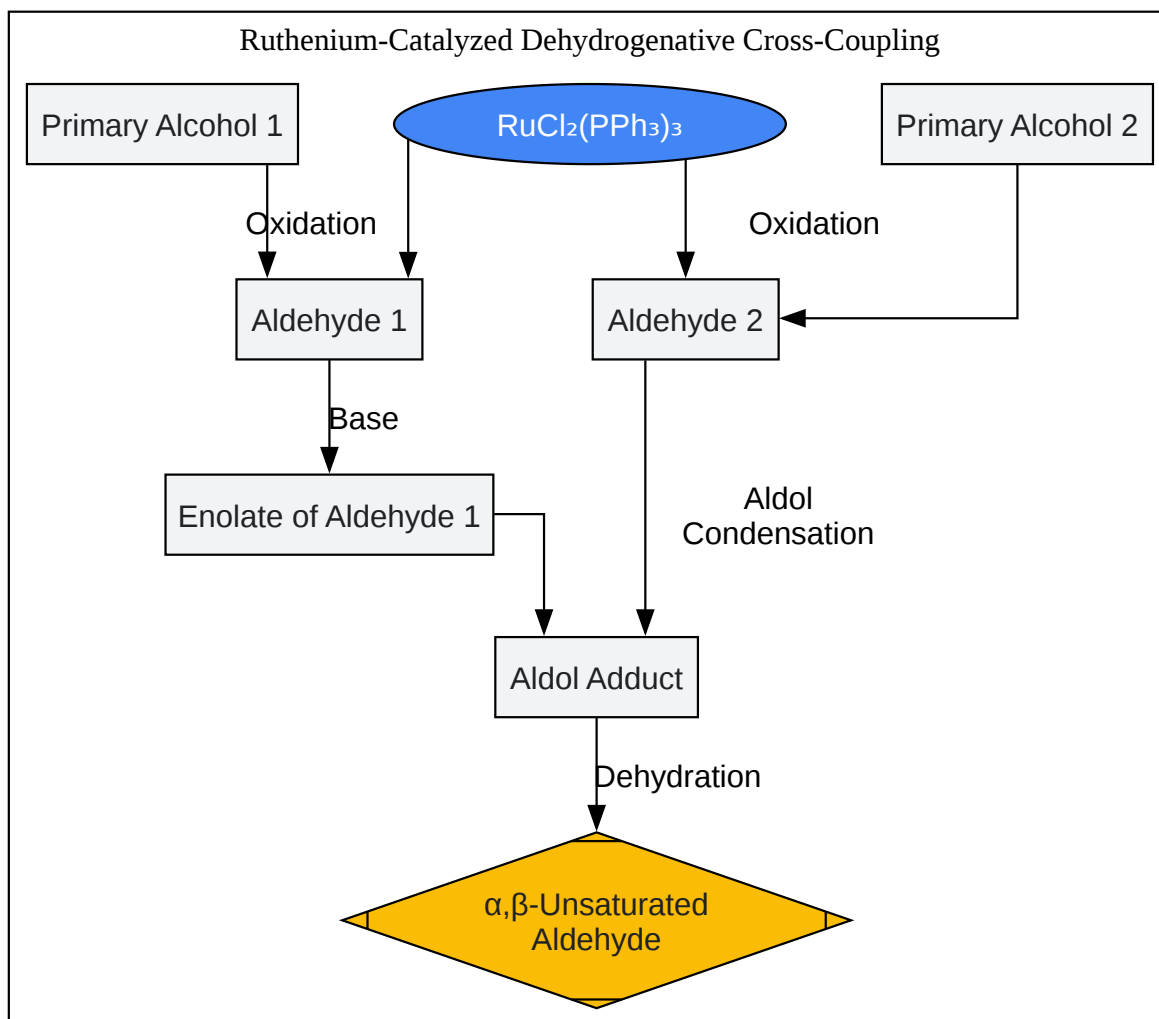 Ruthenium-Catalyzed Dehydrogenative Cross-Coupling
Primary Alcohol 1
RuCl₂(PPh₃)₃
Primary Alcohol 2
Oxidation
Oxidation
Aldehyde 1
Aldehyde 2
Base
Enolate of Aldehyde 1
Aldol
Condensation
Aldol Adduct
Dehydration
α,β-Unsaturated
Aldehyde